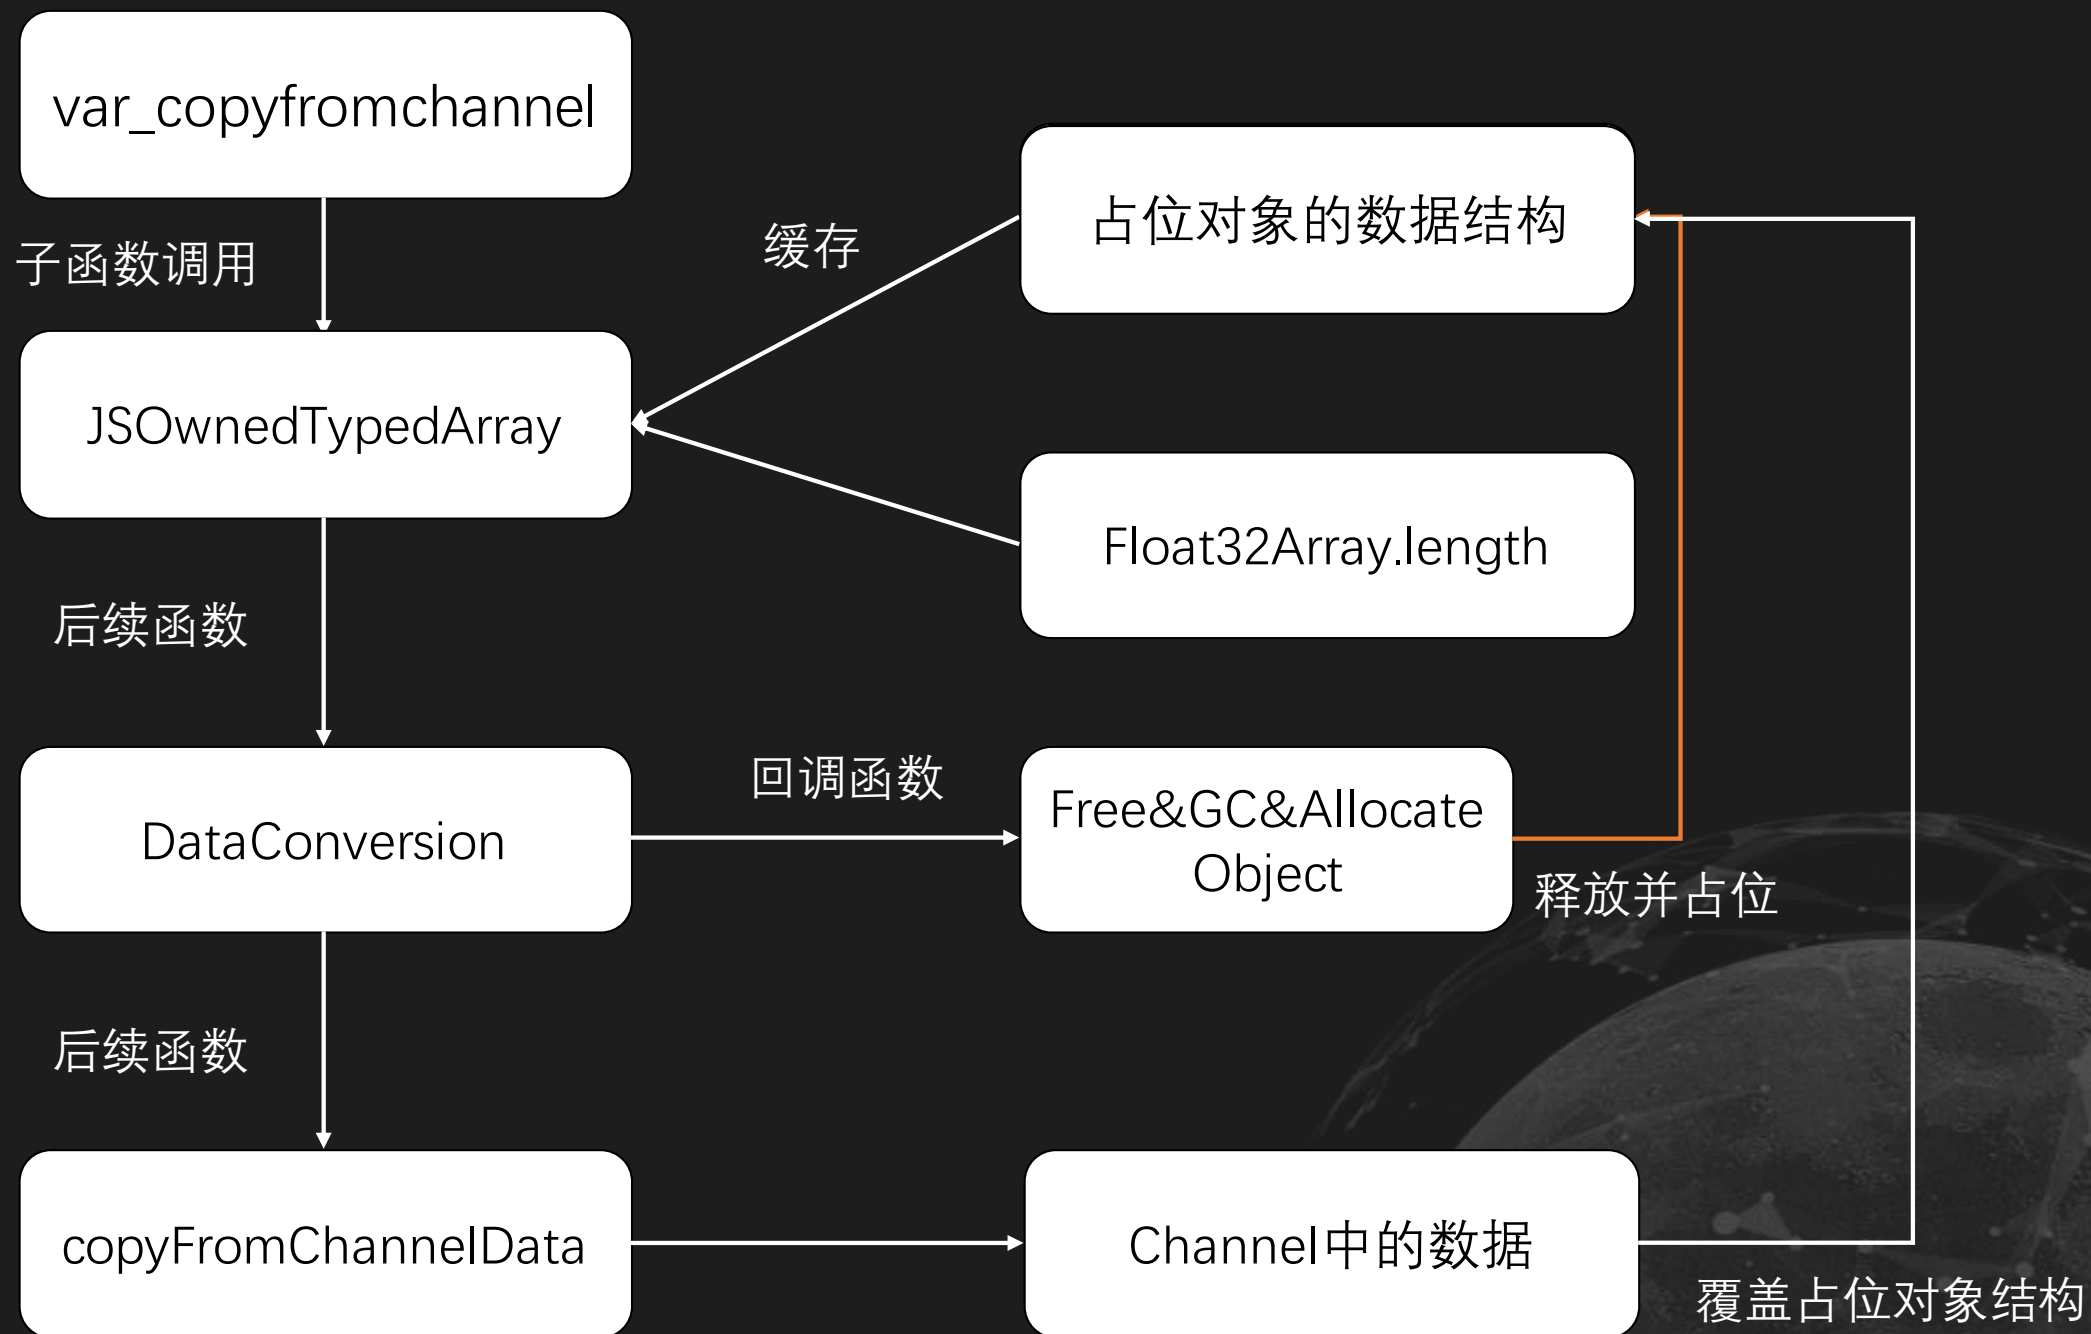 var_copyfromchannel
子函数调用
缓存
占位对象的数据结构
JSOwnedTypedArray
Float32Array.length
后续函数
DataConversion
回调函数
Free&GC&Allocate
Object
释放并占位
后续函数
copyFromChannelData
Channel中的数据
覆盖占位对象结构